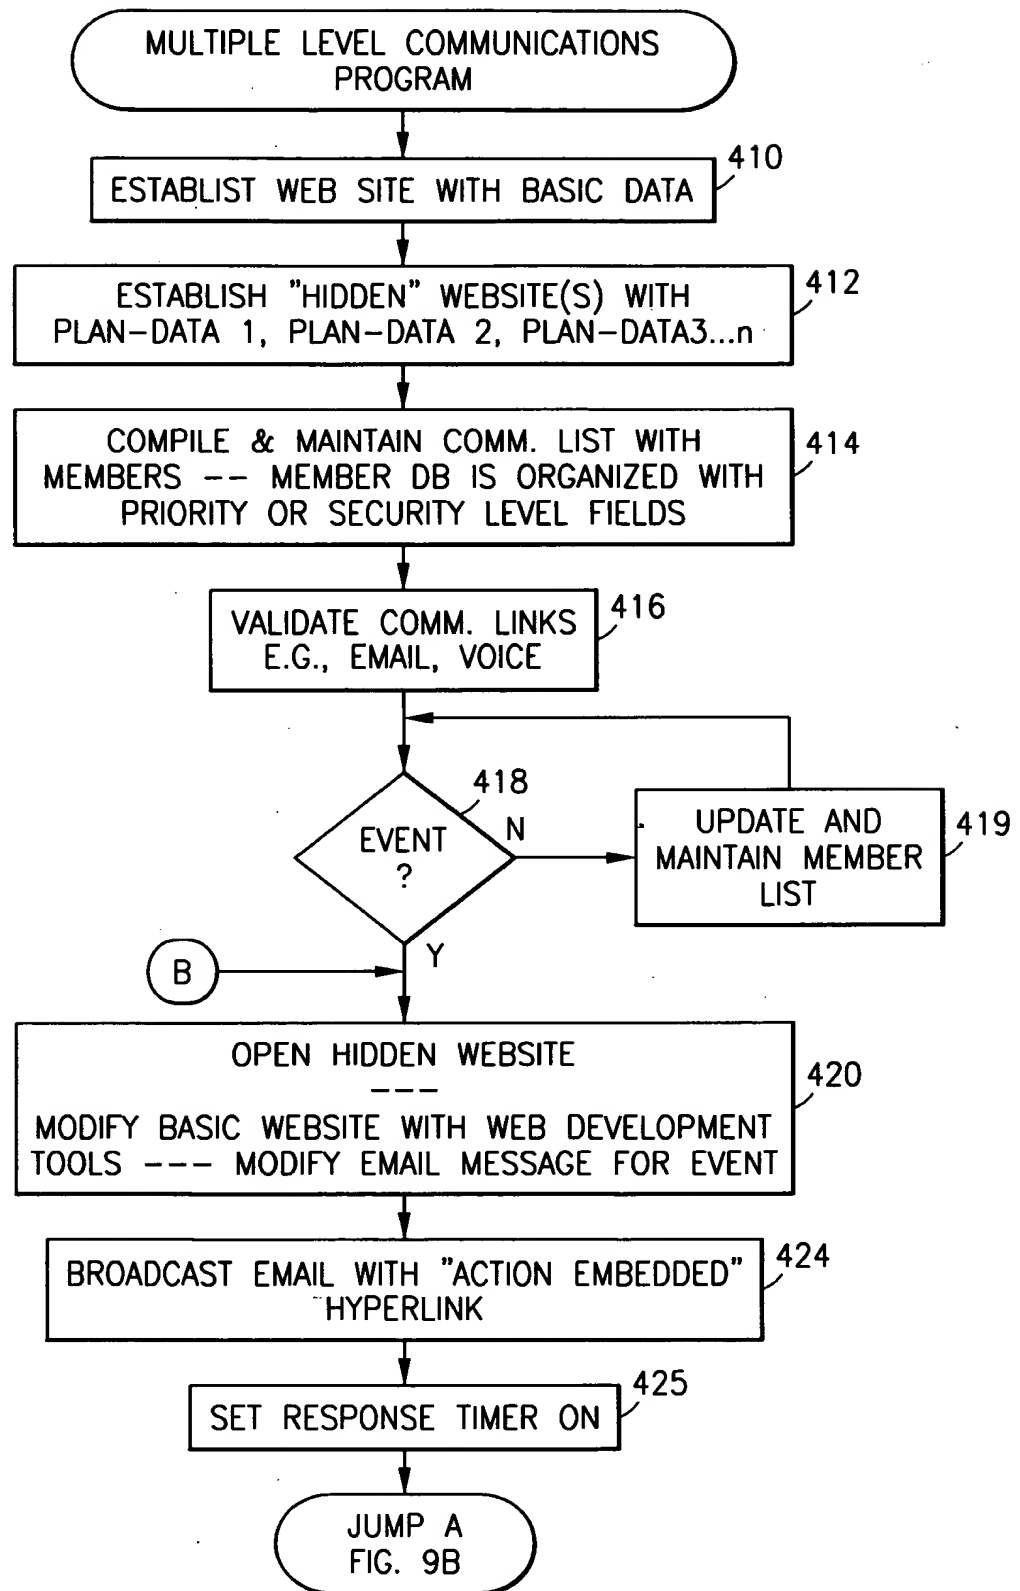 MULTIPLE LEVEL COMMUNICATIONS
PROGRAM
410
ESTABLIST WEB SITE WITH BASIC DATA
412
ESTABLISH "HIDDEN" WEBSITE(S) WITH
PLAN-DATA 1, PLAN-DATA 2, PLAN-DATA3...n
414
COMPILE & MAINTAIN COMM. LIST WITH
MEMBERS -- MEMBER DB IS ORGANIZED WITH
PRIORITY OR SECURITY LEVEL FIELDS
416
VALIDATE COMM. LINKS
E.G., EMAIL, VOICE
418
EVENT
?
N
UPDATE AND
MAINTAIN MEMBER
LIST
419
Y
B
OPEN HIDDEN WEBSITE
---
MODIFY BASIC WEBSITE WITH WEB DEVELOPMENT
TOOLS --- MODIFY EMAIL MESSAGE FOR EVENT
420
BROADCAST EMAIL WITH "ACTION EMBEDDED"
HYPERLINK
424
SET RESPONSE TIMER ON
425
JUMP A
FIG. 9B